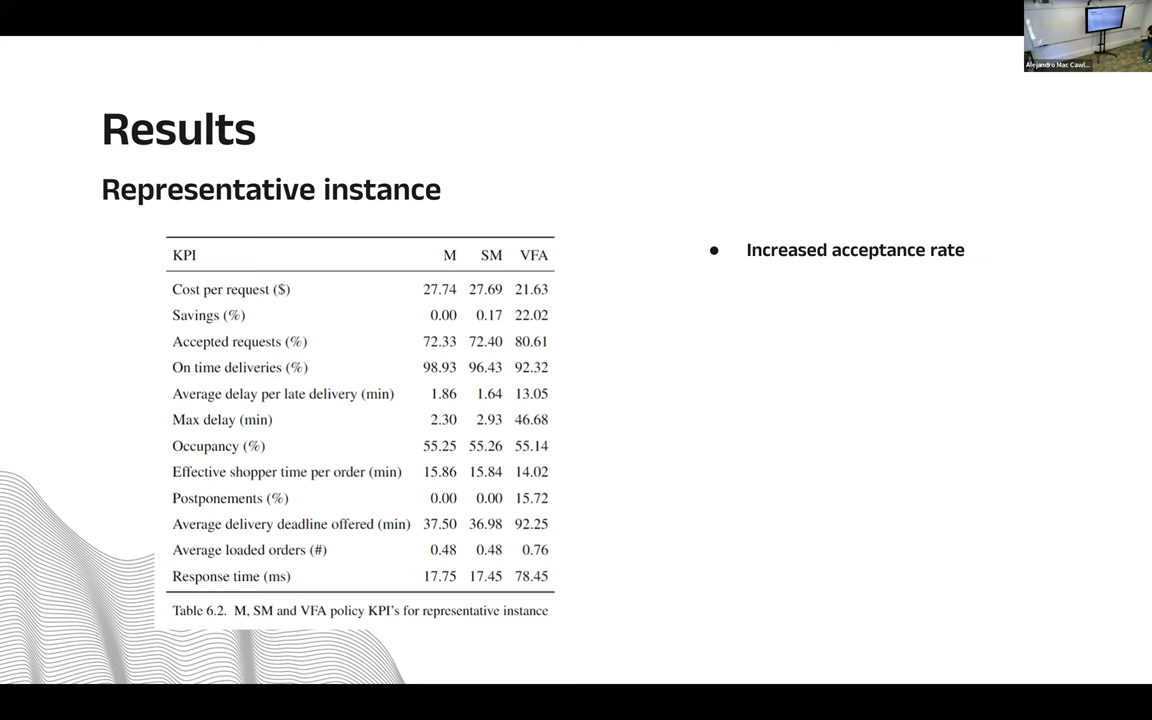 Alejandro Mac Cawl...
Results
Representative instance
KPI M SM VFA
Cost per request ($) 27.74 27.69 21.63
Savings (%) 0.00 0.17 22.02
Accepted requests (%) 72.33 72.40 80.61
On time deliveries (%) 98.93 96.43 92.32
Average delay per late delivery (min) 1.86 1.64 13.05
Max delay (min) 2.30 2.93 46.68
Occupancy (%) 55.25 55.26 55.14
Effective shopper time per order (min) 15.86 15.84 14.02
Postponements (%) 0.00 0.00 15.72
Average delivery deadline offered (min) 37.50 36.98 92.25
Average loaded orders (#) 0.48 0.48 0.76
Response time (ms) 17.75 17.45 78.45
Table 6.2. M, SM and VFA policy KPI's for representative instance
● Increased acceptance rate